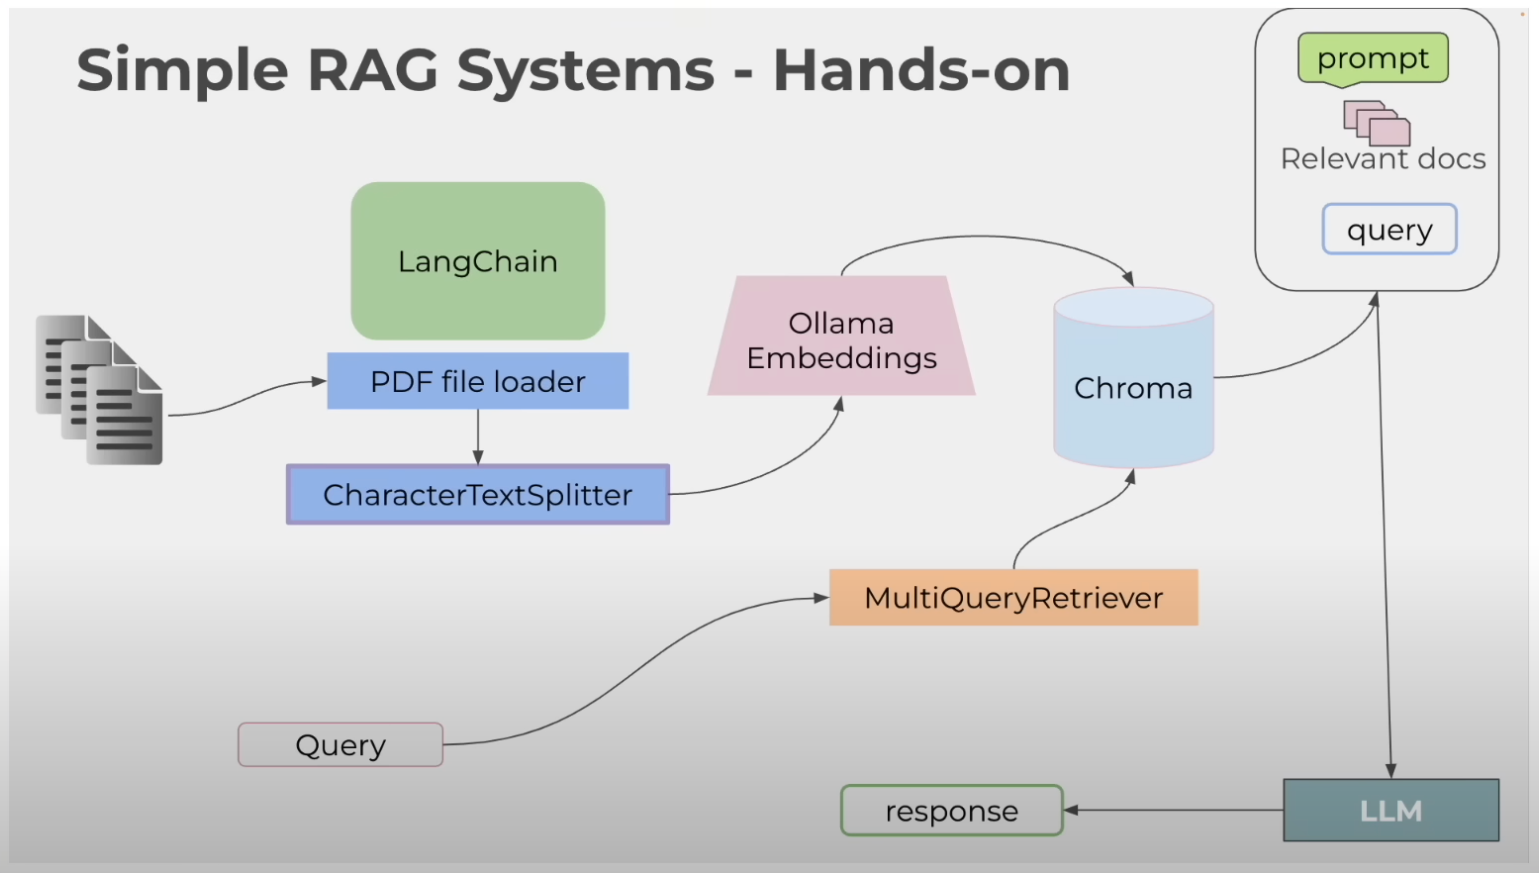 Simple RAG Systems - Hands-on
prompt
Relevant docs
query
LangChain
PDF file loader
CharacterTextSplitter
Ollama
Embeddings
Chroma
MultiQueryRetriever
Query
response
LLM